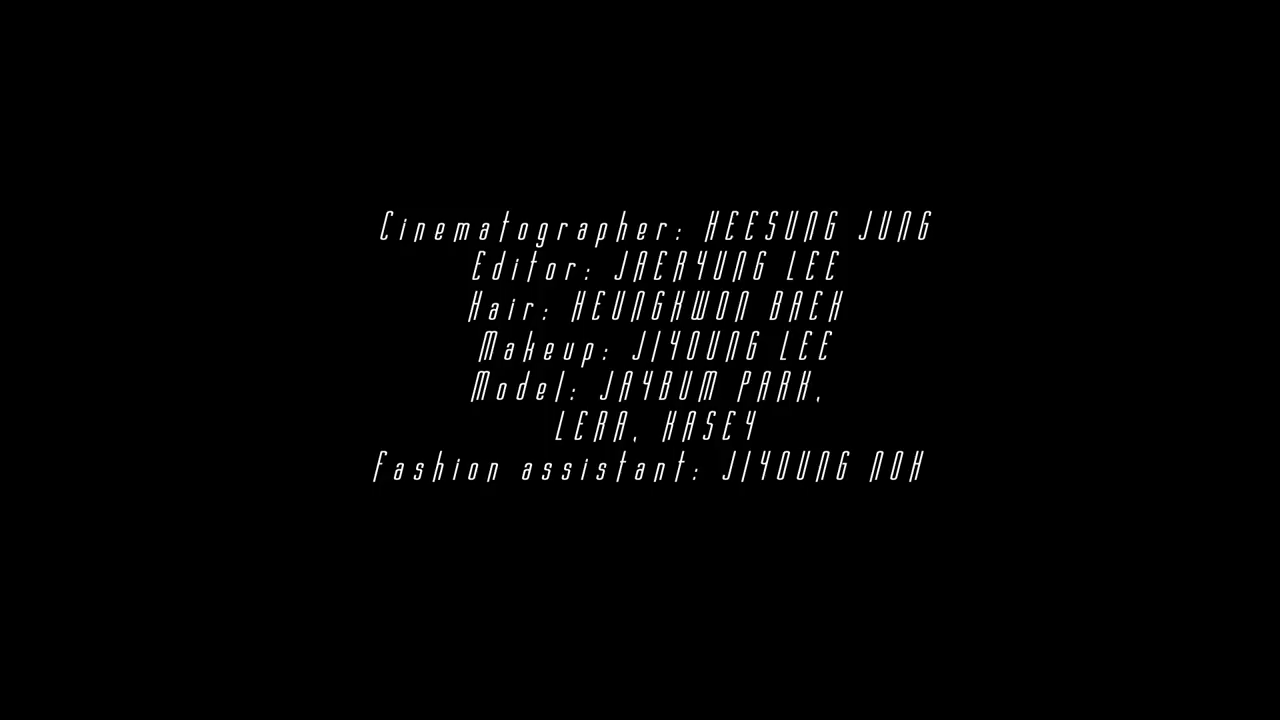 Cinematographer: HEESUNG JUNG
Editor: JAERYUNG LEE
Hair: HEUNGKWON BAEK
Makeup: JIYOUNG LEE
Model: JAYBUM PARK,
LERA, KASEY
Fashion assistant: JIYOUNG NOH